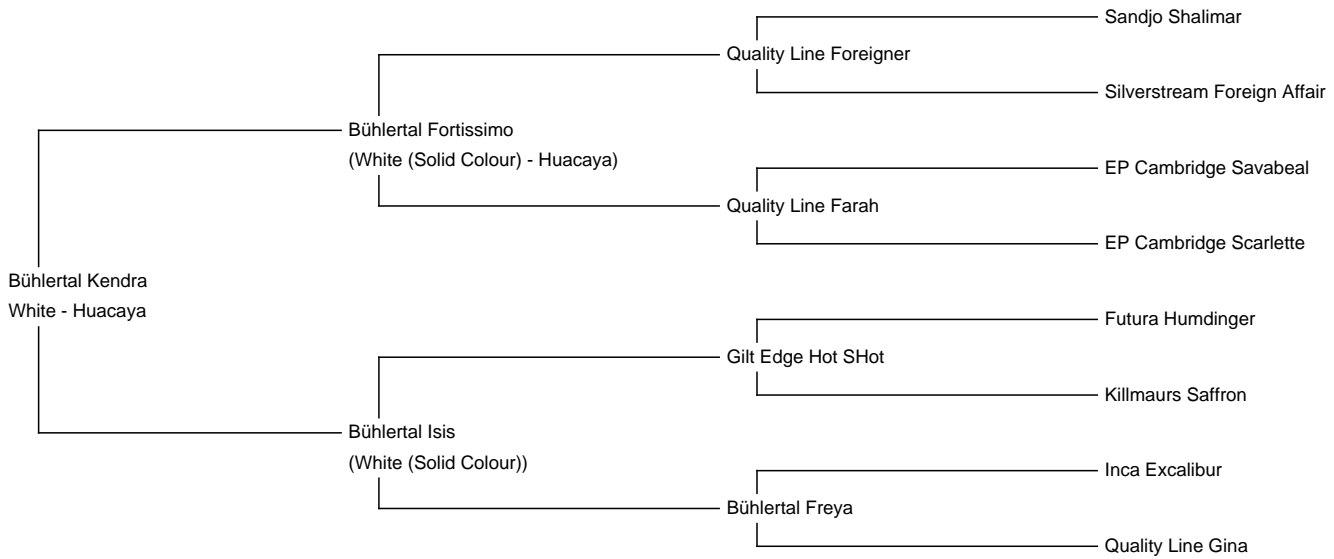 Sandjo Shalimar
Quality Line Foreigner
Silverstream Foreign Affair
Bühlertal Fortissimo
(White (Solid Colour) - Huacaya)
EP Cambridge Savabeal
Quality Line Farah
EP Cambridge Scarlette
Bühlertal Kendra
White - Huacaya
Futura Humdinger
Gilt Edge Hot SHot
Killmaurs Saffron
Bühlertal Isis
(White (Solid Colour))
Inca Excalibur
Bühlertal Freya
Quality Line Gina